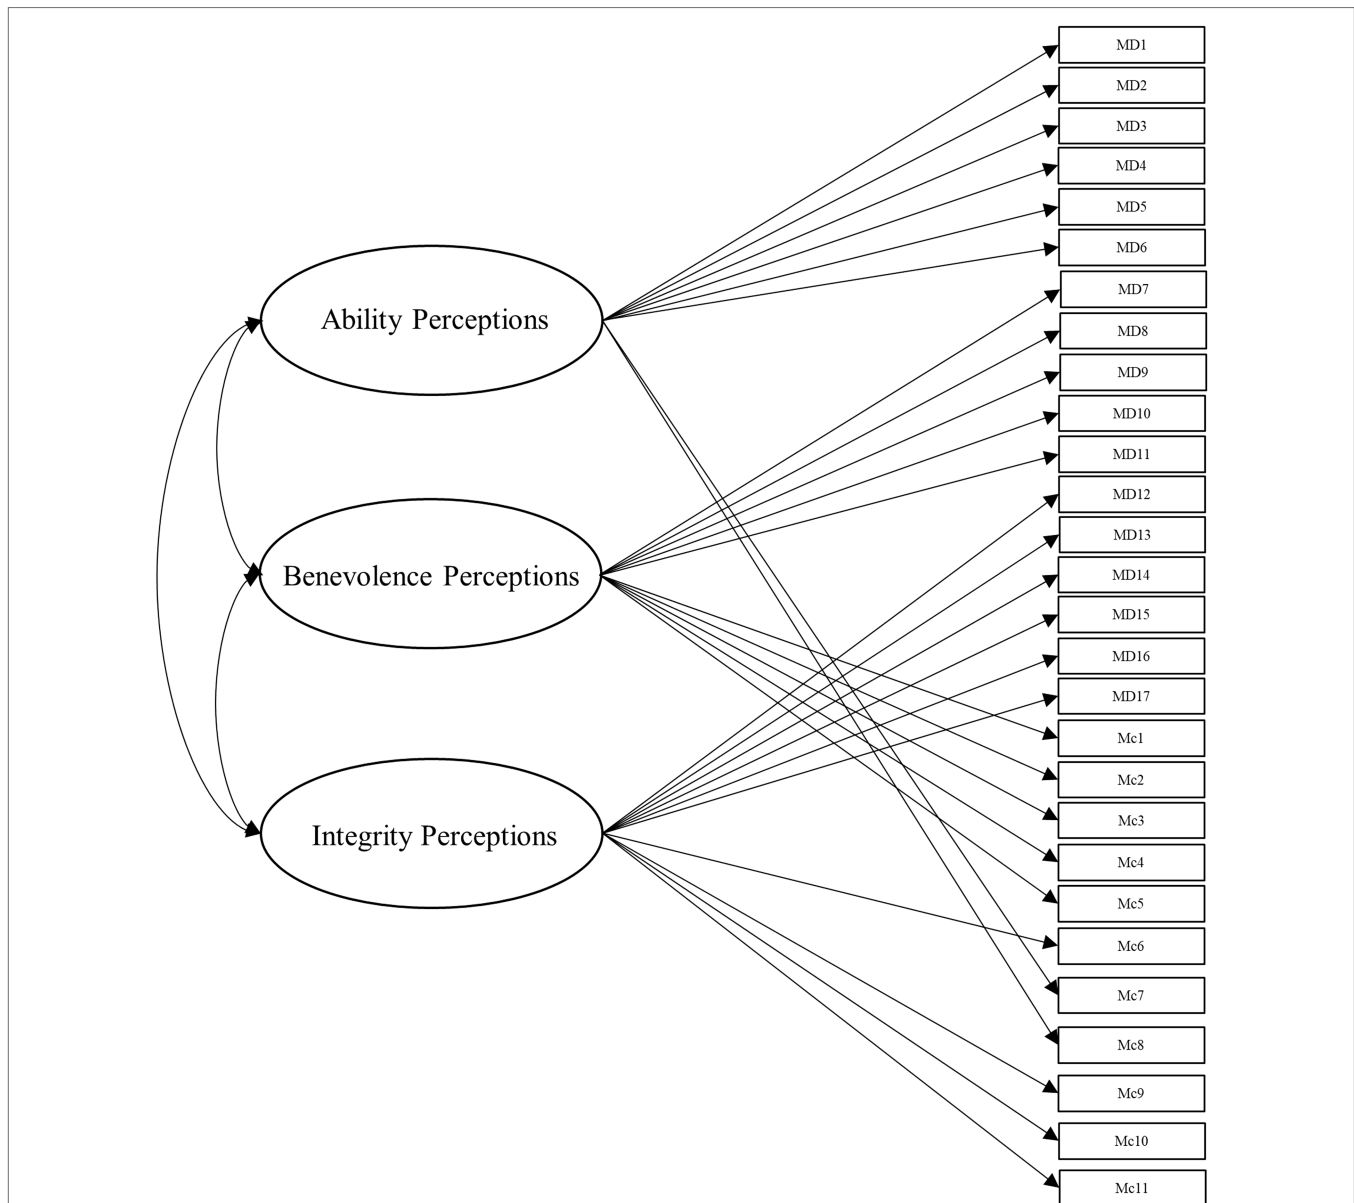 Ability Perceptions
Benevolence Perceptions
Integrity Perceptions
MD1
MD2
MD3
MD4
MD5
MD6
MD7
MD8
MD9
MD10
MD11
MD12
MD13
MD14
MD15
MD16
MD17
Mc1
Mc2
Mc3
Mc4
Mc5
Mc6
Mc7
Mc8
Mc9
Mc10
Mc11